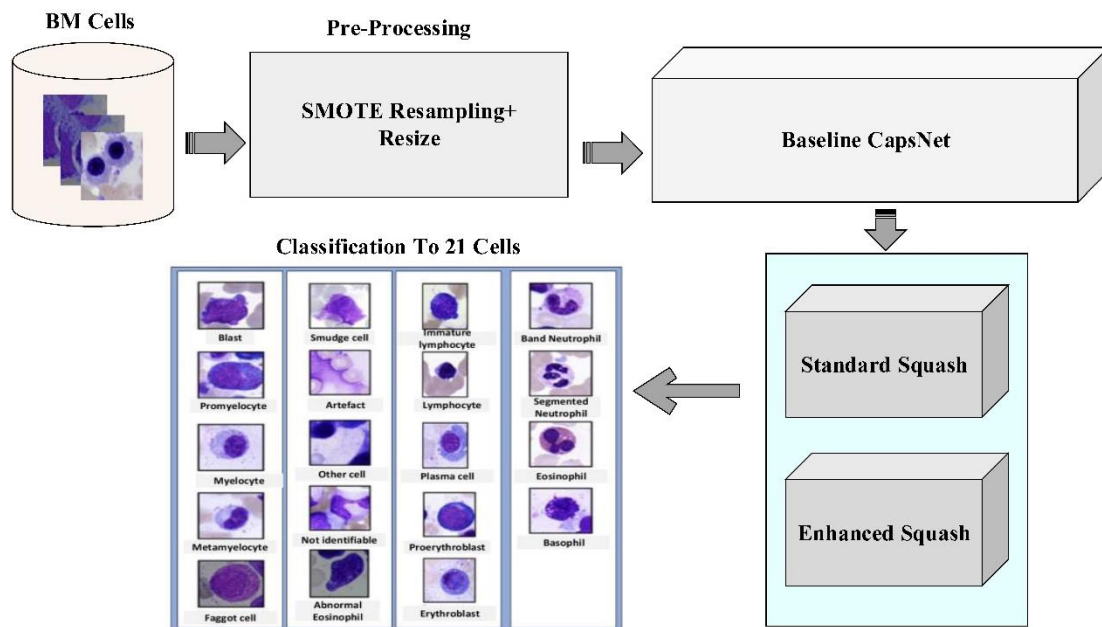 BM Cells
Pre-Processing
SMOTE Resampling+
Resize
Baseline CapsNet
Classification To 21 Cells
Blast
Smudge cell
Immature
lymphocyte
Band Neutrophil
Promyelocyte
Artefact
Lymphocyte
Segmented
Neutrophil
Myelocyte
Other cell
Plasma cell
Eosinophil
Metamyelocyte
Not identifiable
Proerythroblast
Basophil
Faggot cell
Abnormal
Eosinophil
Erythroblast
Standard Squash
Enhanced Squash